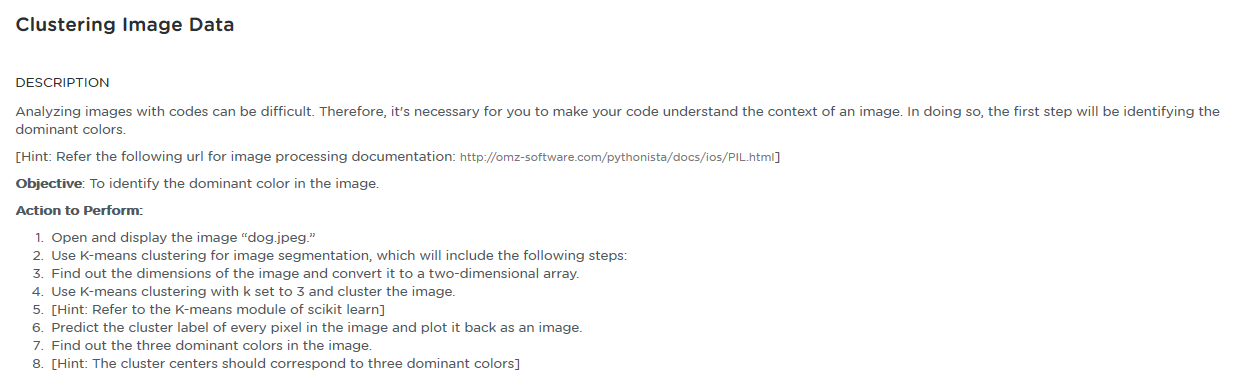 Clustering Image Data
DESCRIPTION
Analyzing images with codes can be difficult. Therefore, it's necessary for you to make your code understand the context of an image. In doing so, the first step will be identifying the
dominant colors.
[Hint: Refer the following url for image processing documentation: http://omz-software.com/pythonista/docs/ios/PIL.html]
Objective: To identify the dominant color in the image.
Action to Perform:
1. Open and display the image “dog.jpeg.”
2. Use K-means clustering for image segmentation, which will include the following steps:
3. Find out the dimensions of the image and convert it to a two-dimensional array.
4. Use K-means clustering with k set to 3 and cluster the image.
5. [Hint: Refer to the K-means module of scikit learn]
6. Predict the cluster label of every pixel in the image and plot it back as an image.
7. Find out the three dominant colors in the image.
8. [Hint: The cluster centers should correspond to three dominant colors]